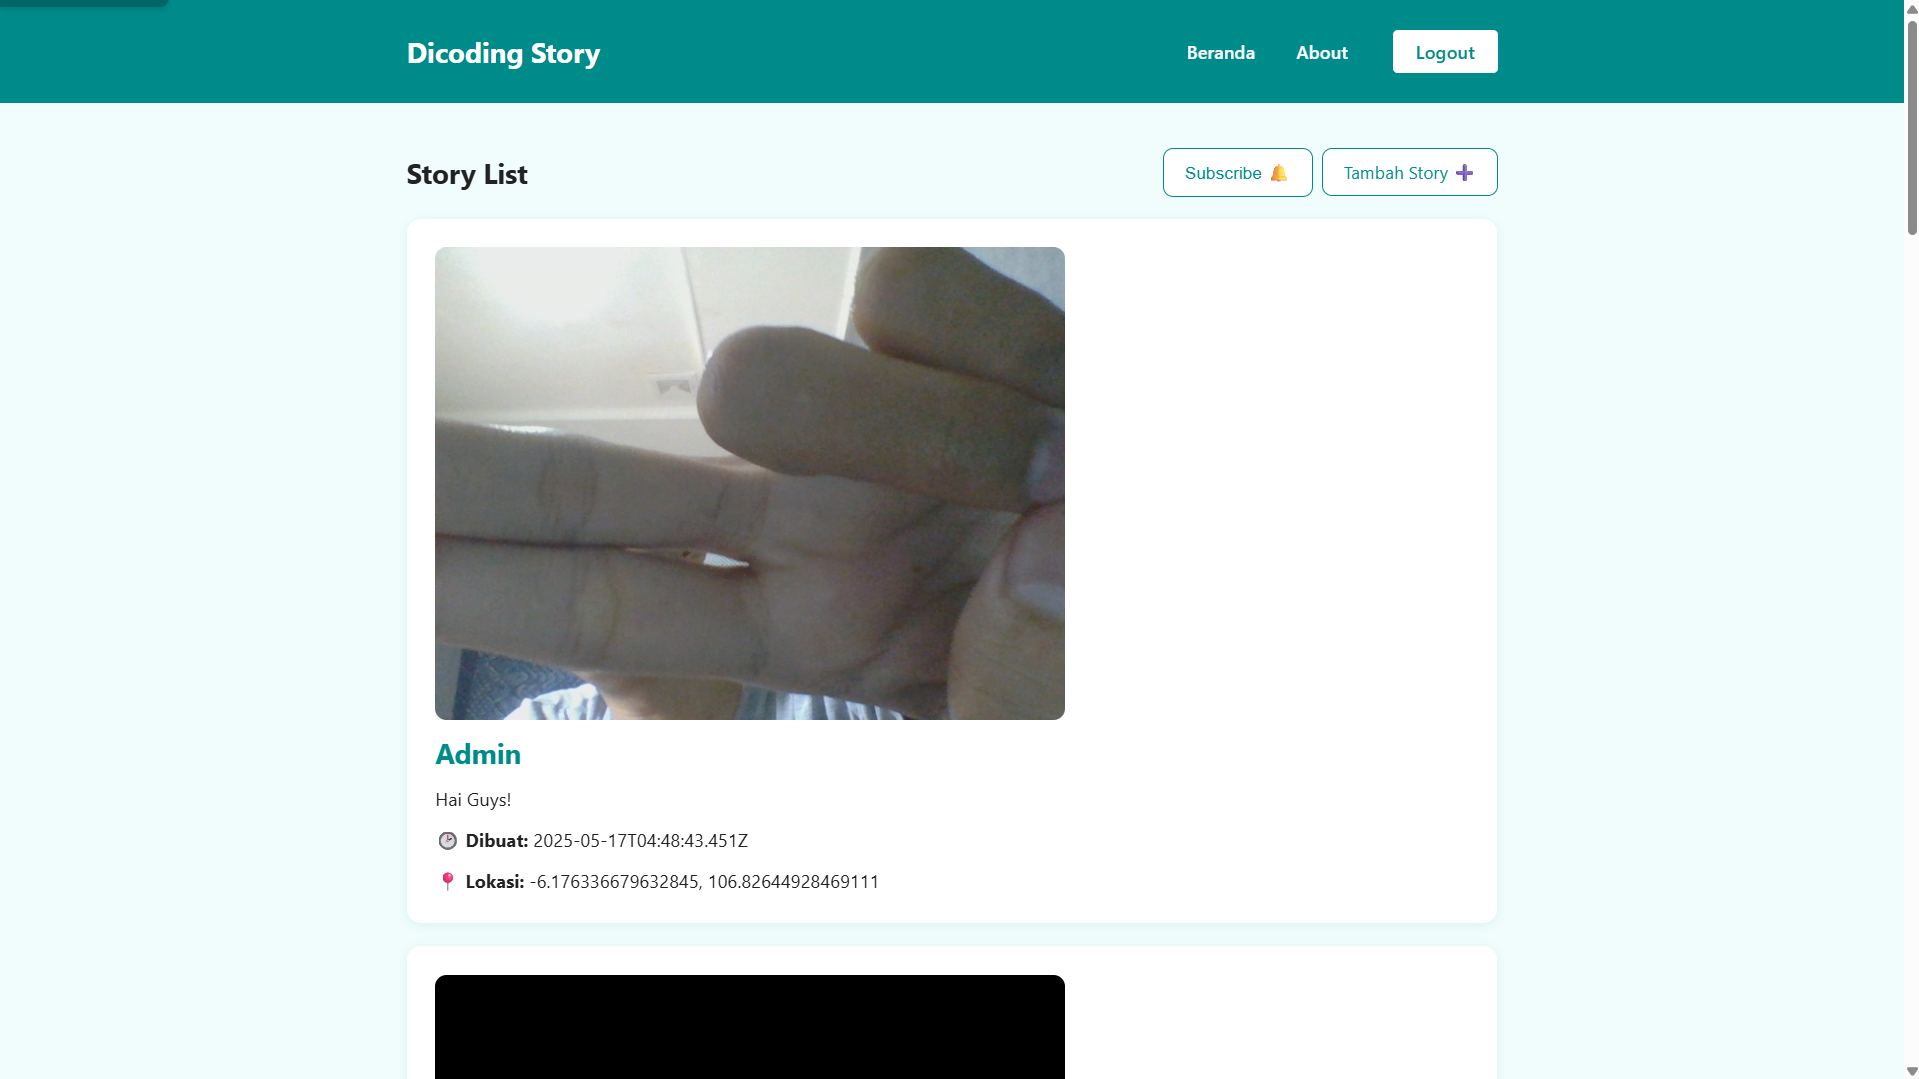 Dicoding Story
Beranda About Logout
Story List
Subscribe 🔔 Tambah Story ➕
Admin
Hai Guys!
🕑 Dibuat: 2025-05-17T04:48:43.451Z
📍 Lokasi: -6.176336679632845, 106.82644928469111